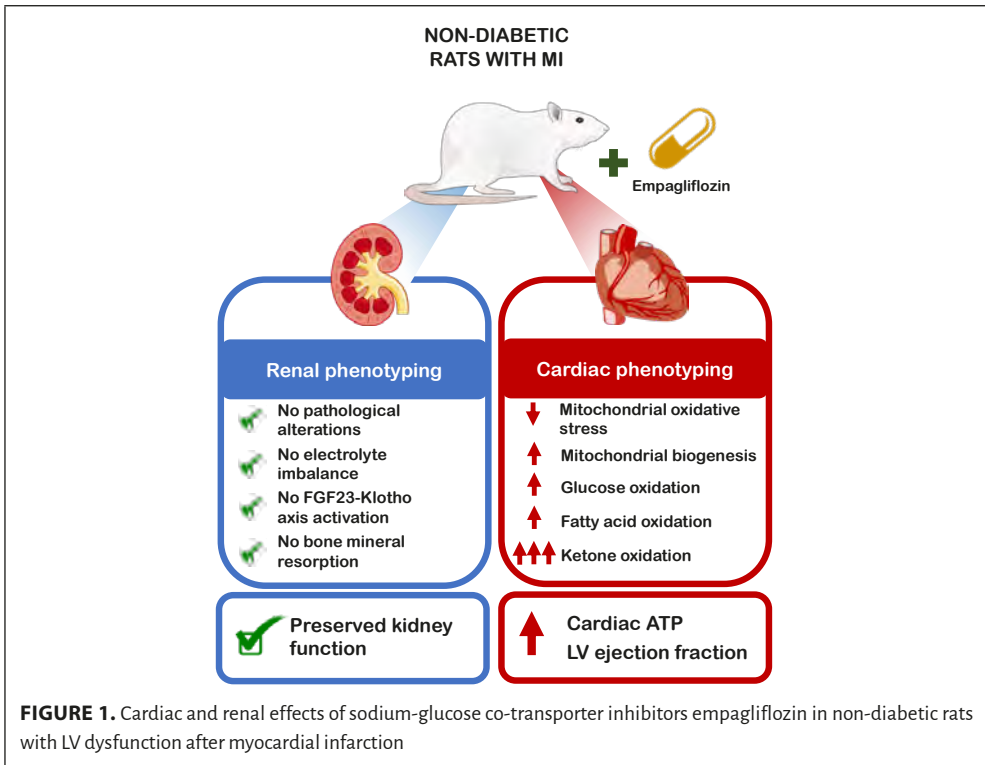 NON-DIABETIC
RATS WITH MI
Empagliflozin
Renal phenotyping
No pathological
alterations
No electrolyte
imbalance
No FGF23-Klotho
axis activation
No bone mineral
resorption
Preserved kidney
function
Cardiac phenotyping
Mitochondrial oxidative
stress
Mitochondrial biogenesis
Glucose oxidation
Fatty acid oxidation
Ketone oxidation
Cardiac ATP
LV ejection fraction
FIGURE 1. Cardiac and renal effects of sodium-glucose co-transporter inhibitors empagliflozin in non-diabetic rats
with LV dysfunction after myocardial infarction